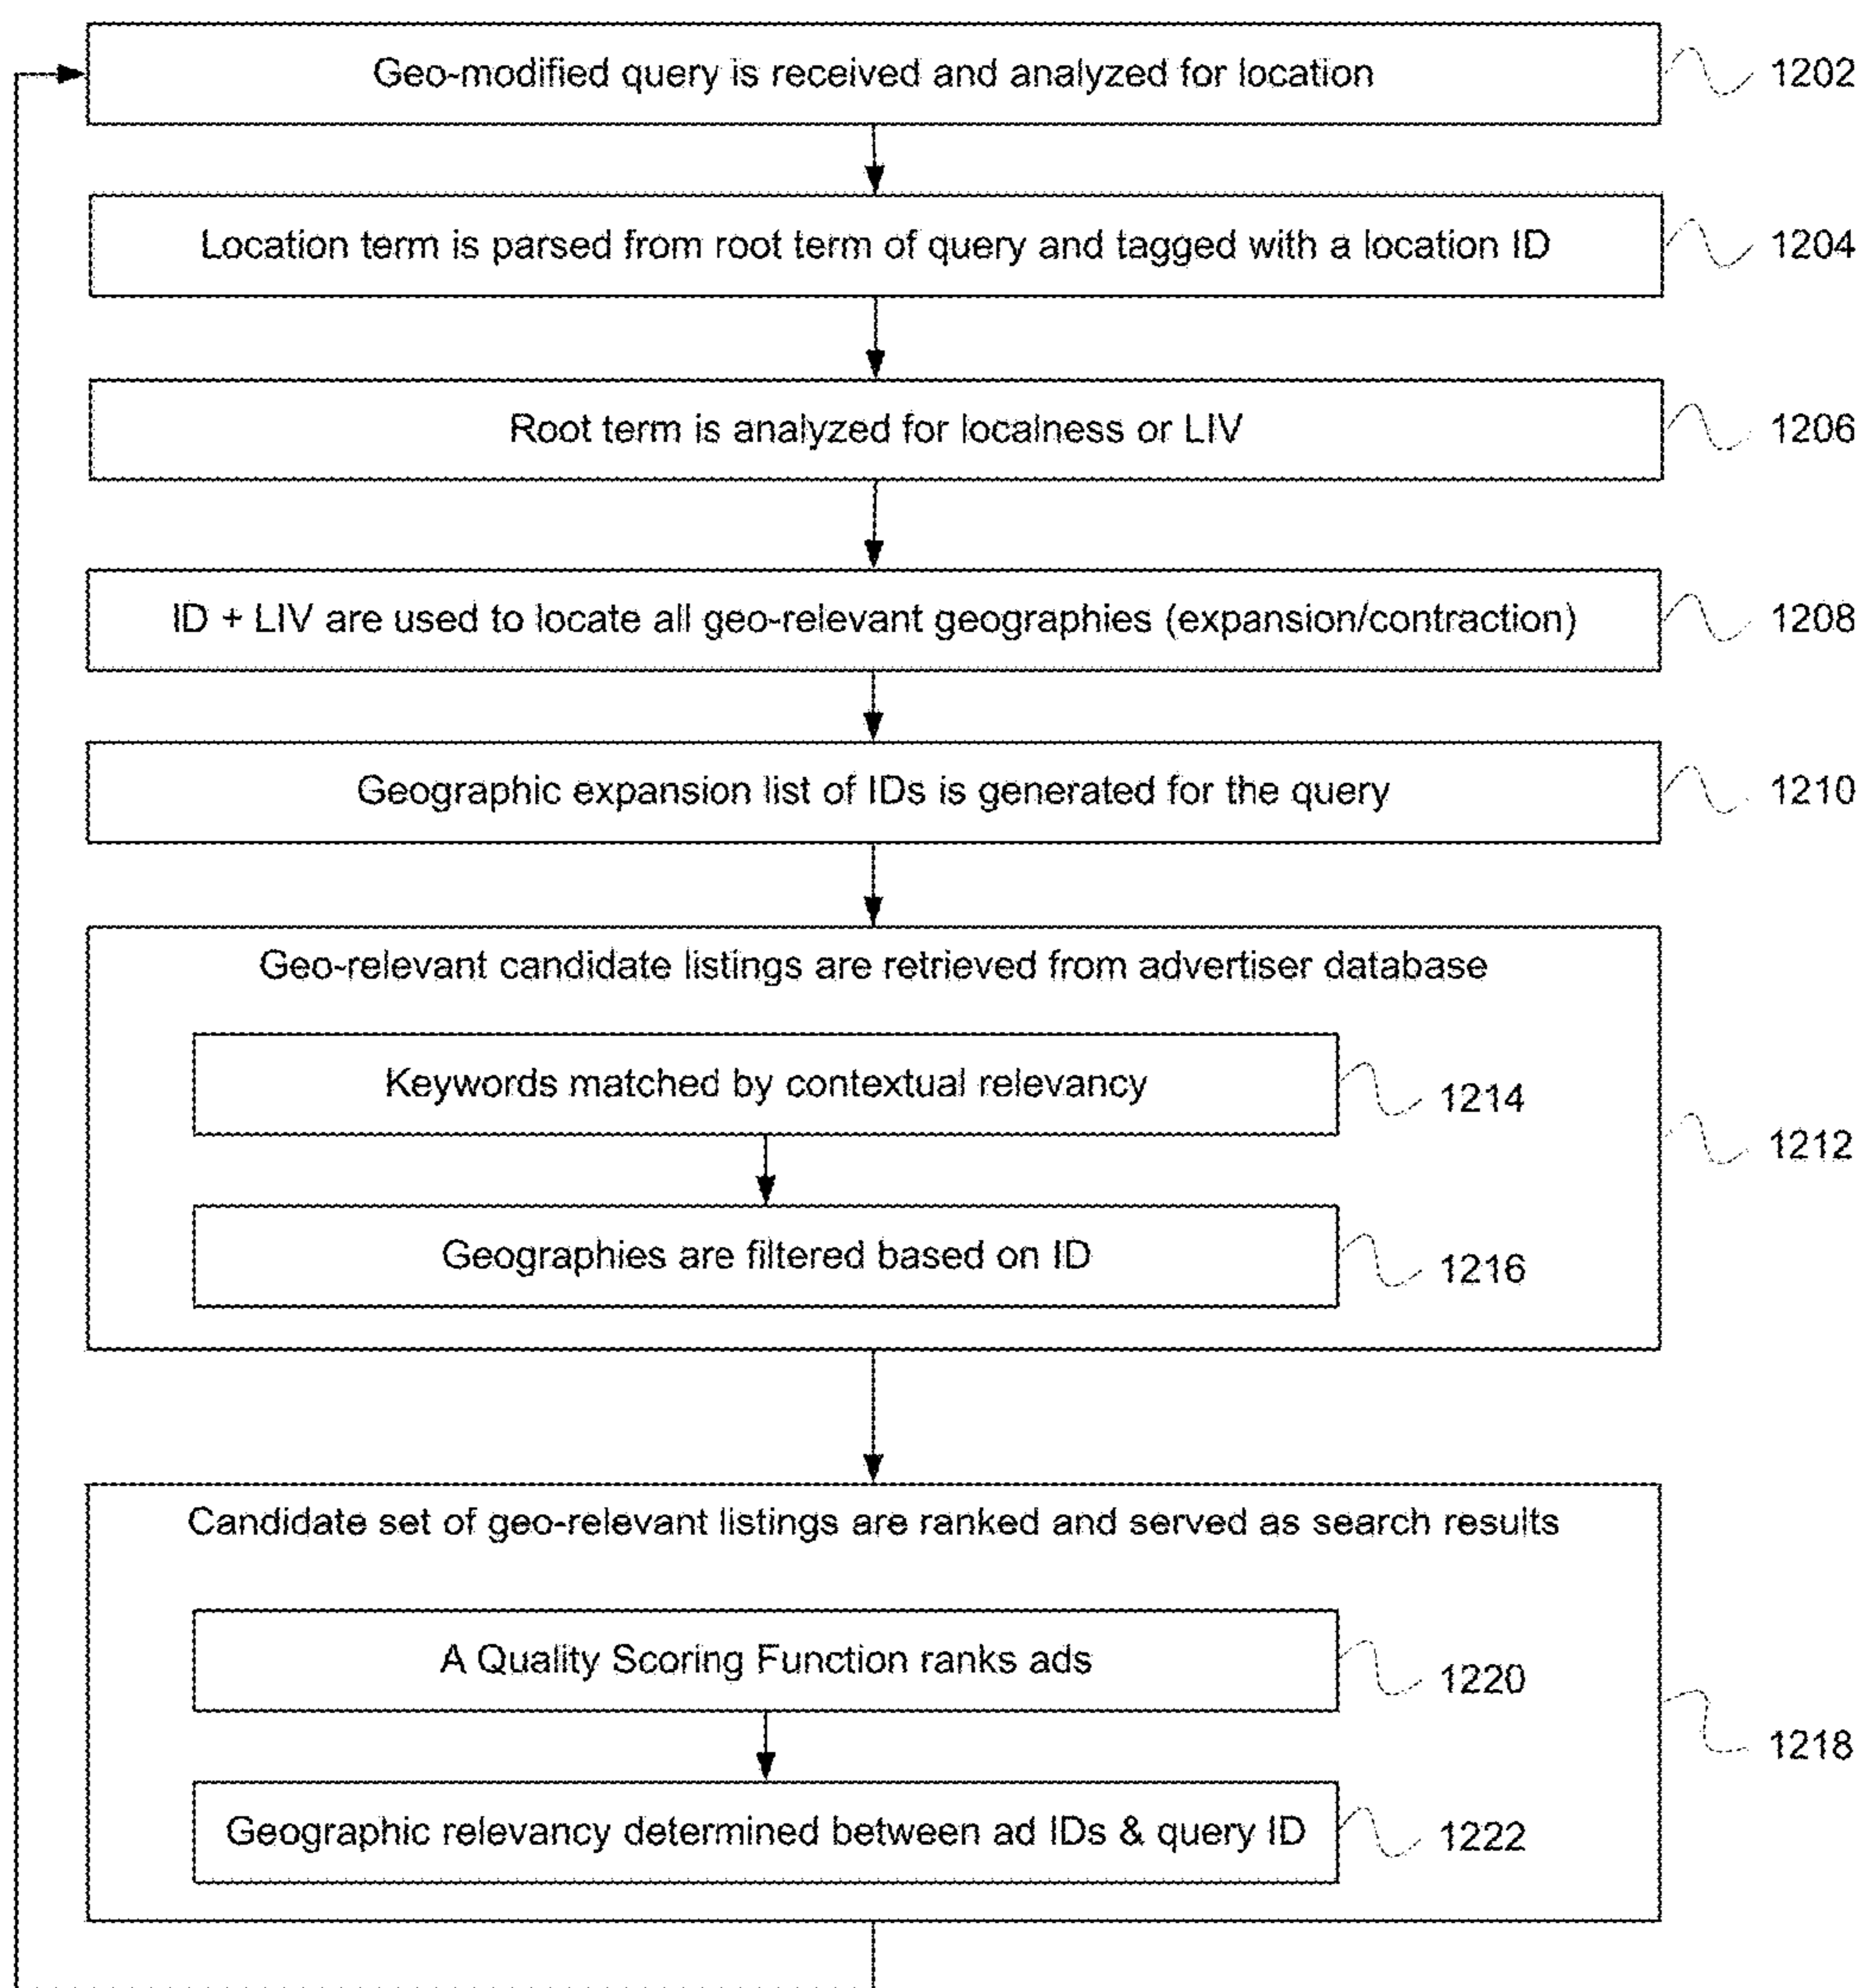 Geo-modified query is received and analyzed for location
1202
Location term is parsed from root term of query and tagged with a location ID
1204
Root term is analyzed for localness or LIV
1206
ID + LIV are used to locate all geo-relevant geographies (expansion/contraction)
1208
Geographic expansion list of IDs is generated for the query
1210
Geo-relevant candidate listings are retrieved from advertiser database
Keywords matched by contextual relevancy
1214
1212
Geographies are filtered based on ID
1216
Candidate set of geo-relevant listings are ranked and served as search results
A Quality Scoring Function ranks ads
1220
1218
Geographic relevancy determined between ad IDs & query ID
1222